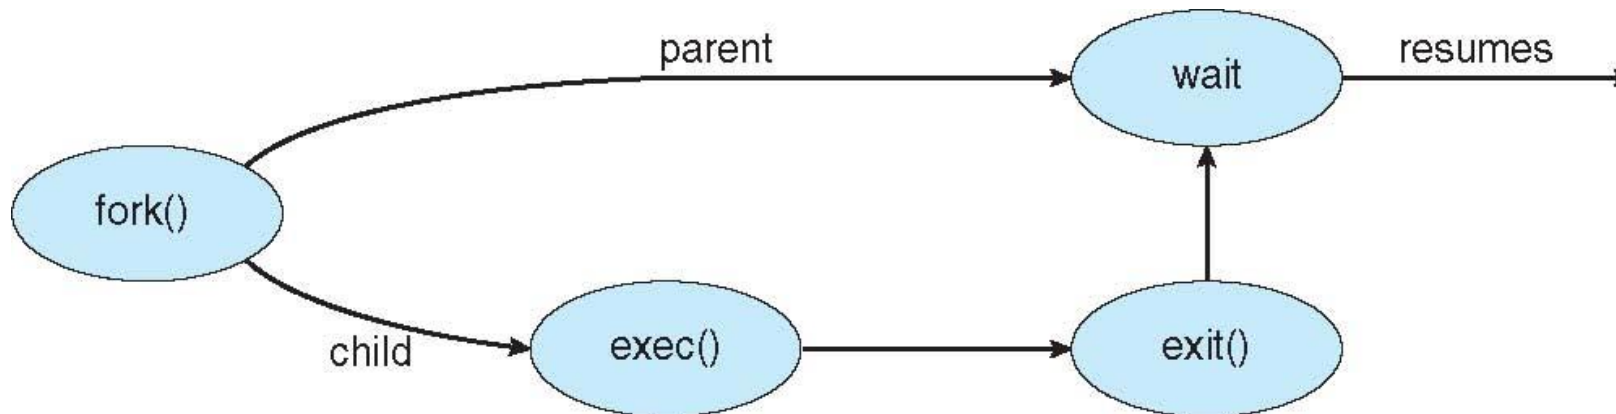 parent
wait
resumes
fork()
child
exec()
exit()